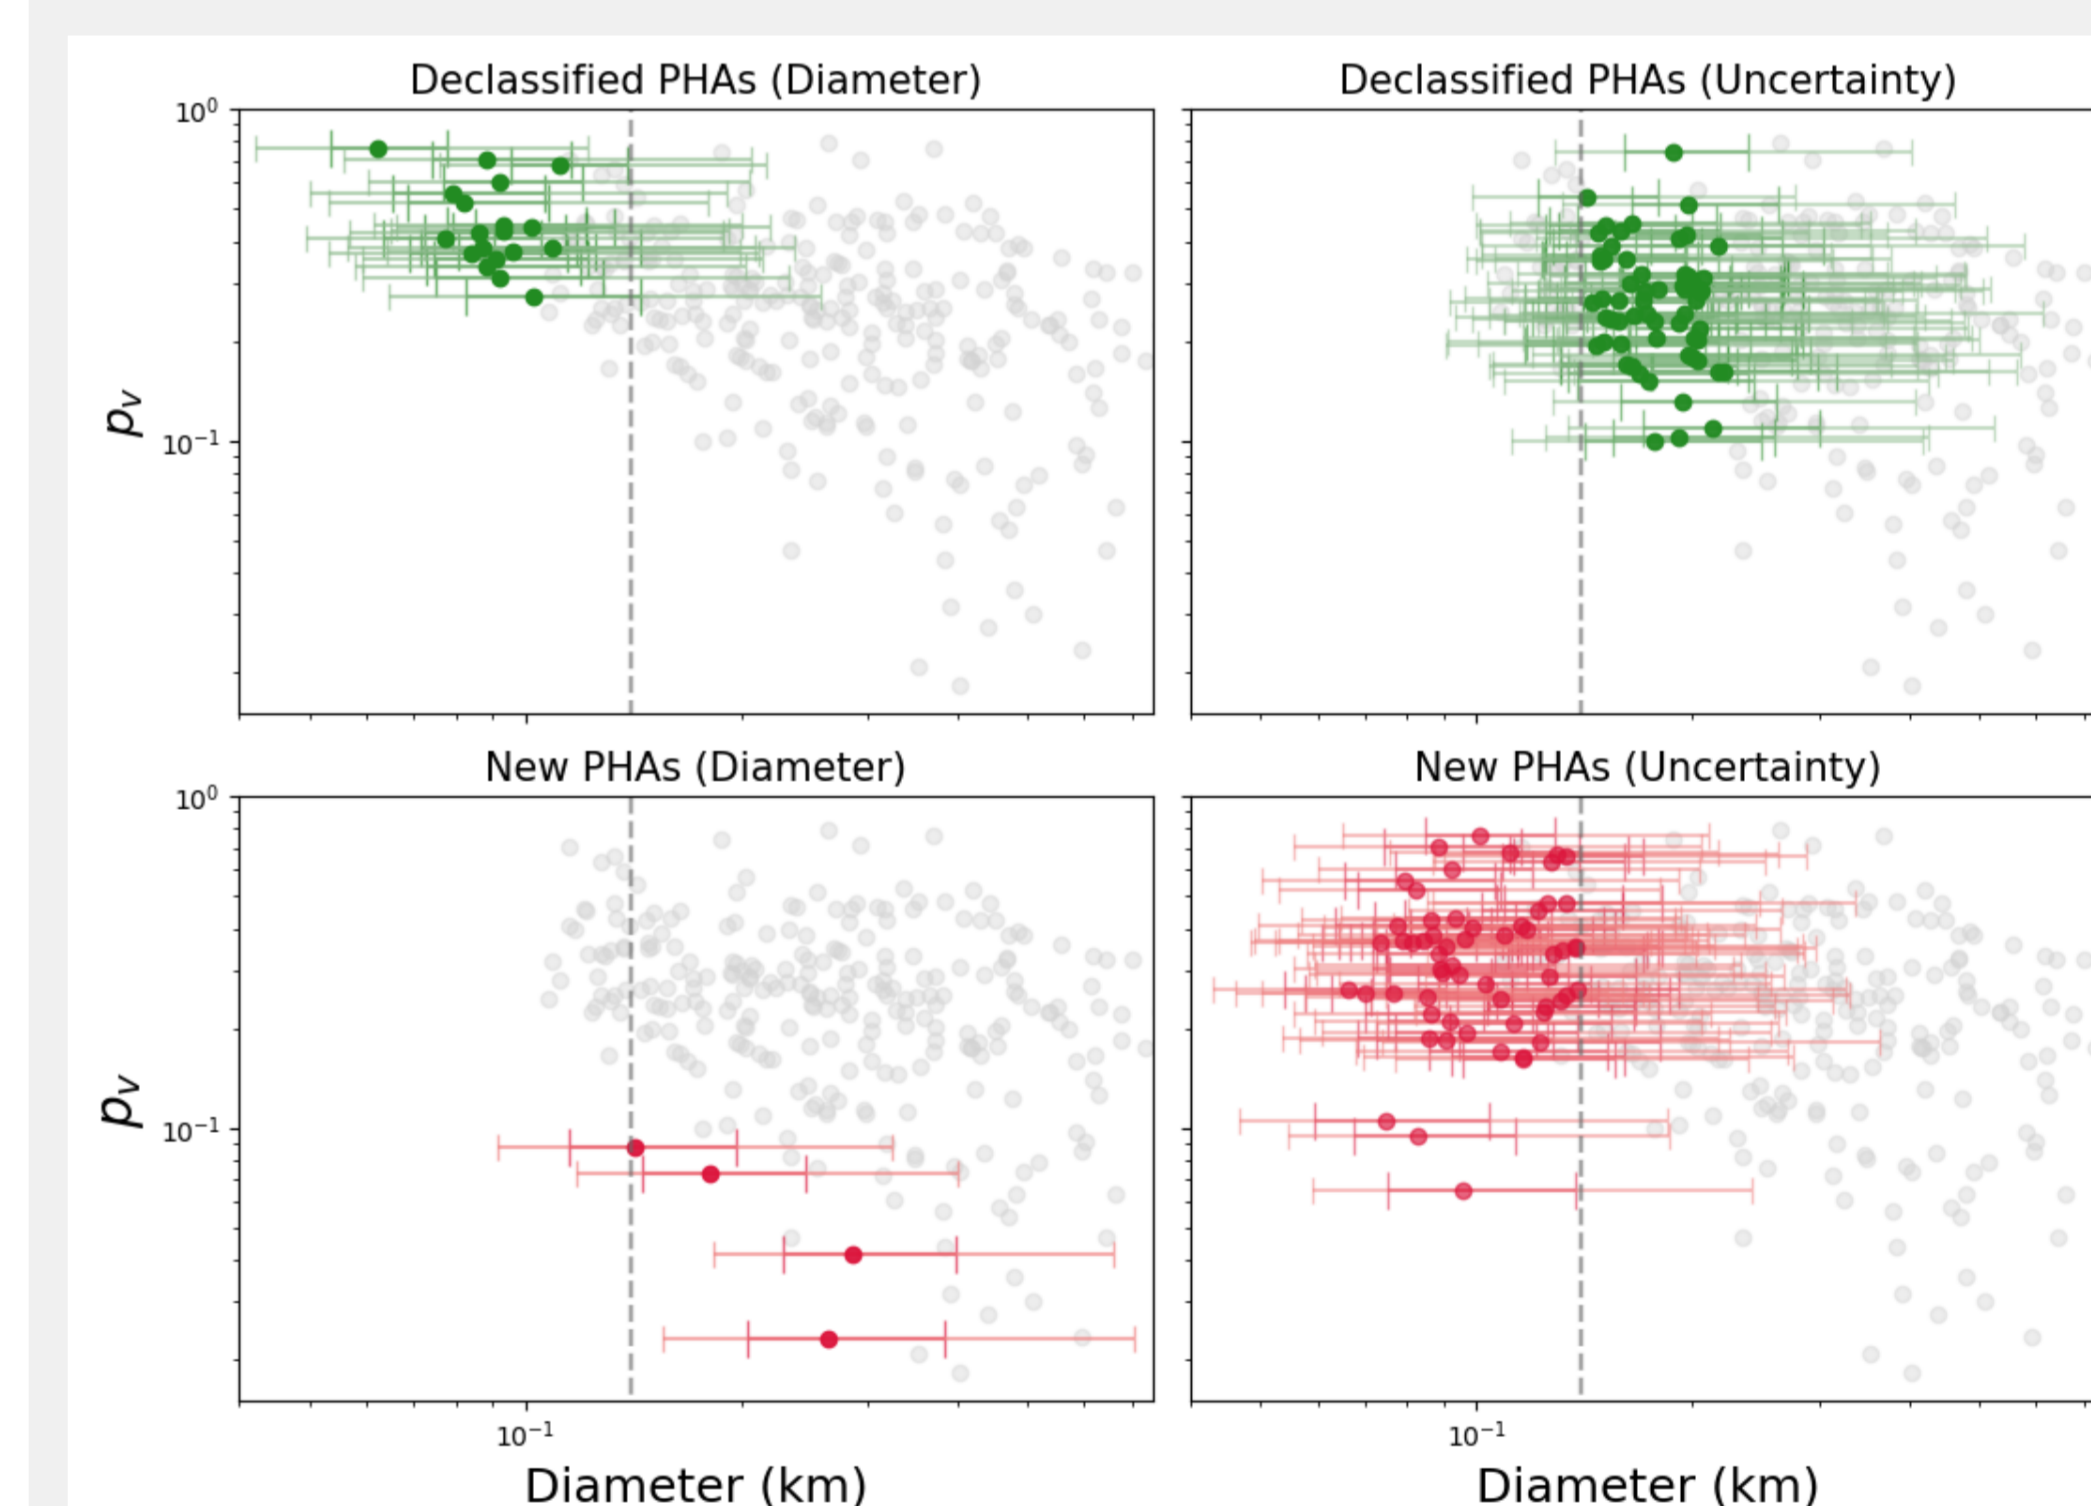 Declassified PHAs (Diameter)
Declassified PHAs (Uncertainty)
10⁰
p_v
10⁻¹
New PHAs (Diameter)
New PHAs (Uncertainty)
10⁰
p_v
10⁻¹
10⁻¹
10⁻¹
Diameter (km)
Diameter (km)